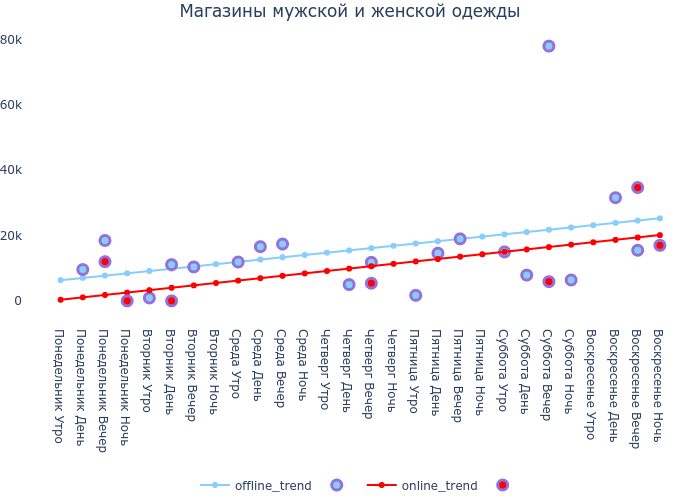 Магазины мужской и женской одежды
80k
60k
40k
20k
0
Понедельник Утро
Понедельник День
Понедельник Вечер
Понедельник Ночь
Вторник Утро
Вторник День
Вторник Вечер
Вторник Ночь
Среда Утро
Среда День
Среда Вечер
Среда Ночь
Четверг Утро
Четверг День
Четверг Вечер
Четверг Ночь
Пятница Утро
Пятница День
Пятница Вечер
Пятница Ночь
Суббота Утро
Суббота День
Суббота Вечер
Суббота Ночь
Воскресенье Утро
Воскресенье День
Воскресенье Вечер
Воскресенье Ночь
offline_trend online_trend